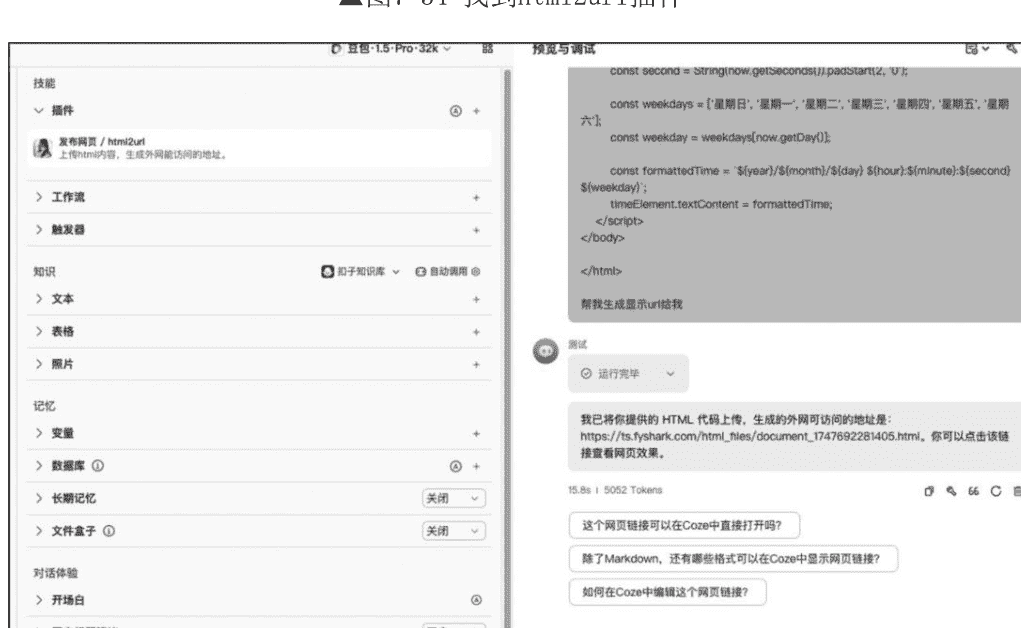 豆包·1.5·Pro·32k
预览与调试
技能
插件
发布网页 / html2url
上传html内容，生成外网能访问的地址。
工作流
触发器
知识
扣子知识库
自动调用
文本
表格
照片
记忆
变量
数据库
长期记忆
关闭
文件盒子
关闭
对话体验
开场白
const second = String(now.getSeconds()).padStart(2, '0');
const weekdays = ['星期日', '星期一', '星期二', '星期三', '星期四', '星期五', '星期
六'];
const weekday = weekdays[now.getDay()];
const formattedTime = `${year}/${month}/${day} ${hour}:${minute}:${second}
${weekday}`;
timeElement.textContent = formattedTime;
</script>
</body>
</html>
帮我生成显示url给我
测试
运行完毕
我已将你提供的 HTML 代码上传，生成的外网可访问的地址是：
https://ts.fyshark.com/html_files/document_1747692281405.html。你可以点击该链
接查看网页效果。
15.8s | 5052 Tokens
这个网页链接可以在Coze中直接打开吗？
除了Markdown，还有哪些格式可以在Coze中显示网页链接？
如何在Coze中编辑这个网页链接？